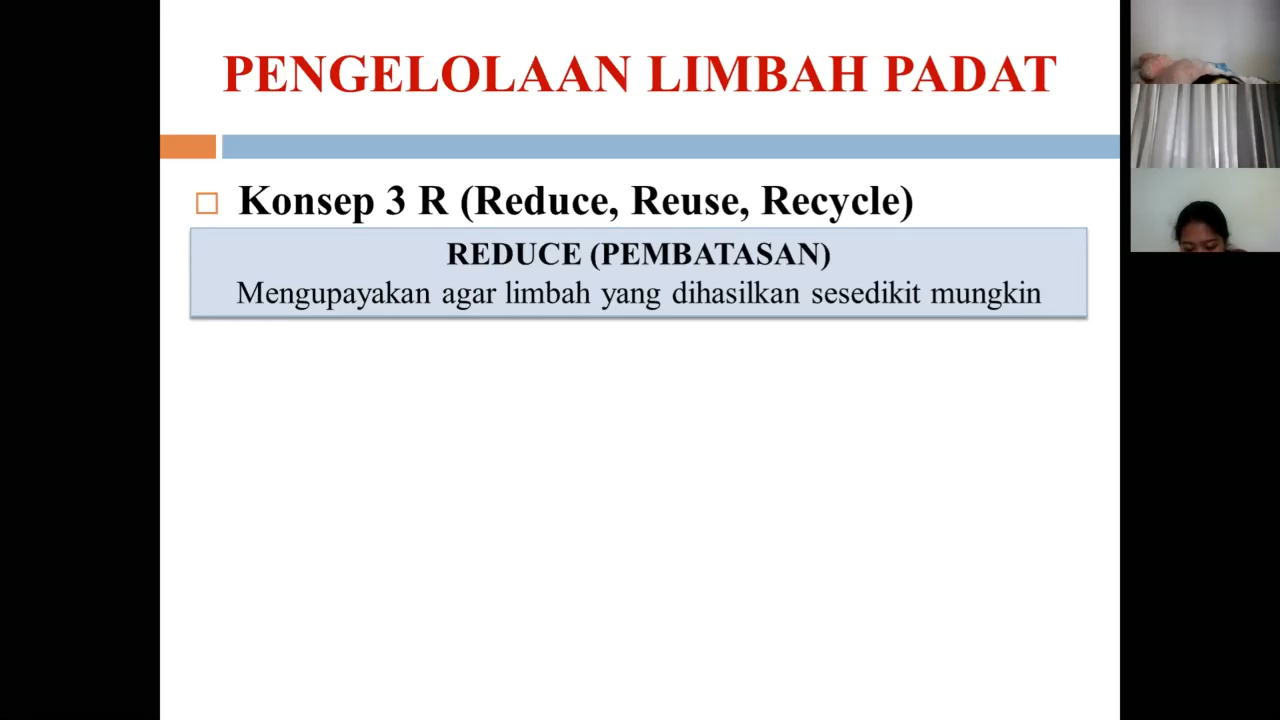 PENGELOLAAN LIMBAH PADAT
Konsep 3 R (Reduce, Reuse, Recycle)
REDUCE (PEMBATASAN)
Mengupayakan agar limbah yang dihasilkan sesedikit mungkin